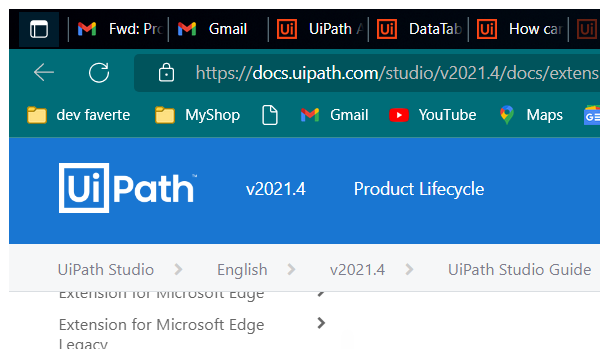 Fwd: Pro Gmail UiPath A DataTab How can
https://docs.uipath.com/studio/v2021.4/docs/extens
dev faverte MyShop Gmail YouTube Maps
UiPath™ v2021.4 Product Lifecycle
UiPath Studio English v2021.4 UiPath Studio Guide
Extension for Microsoft Edge
Extension for Microsoft Edge
Legacy